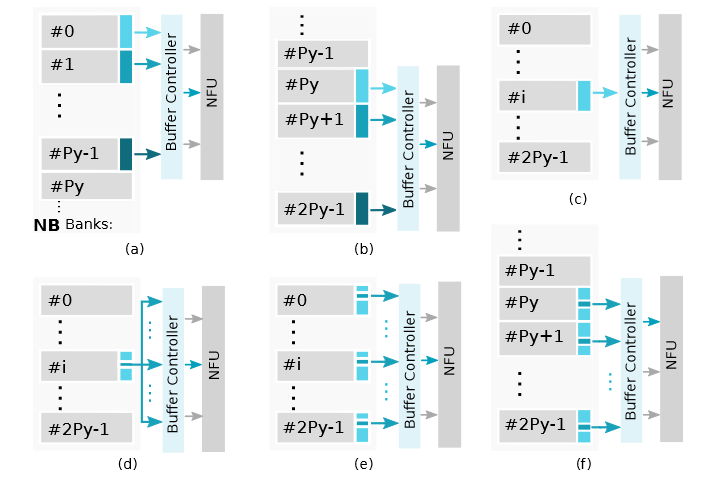 #0
#1
#Py-1
#Py
NB Banks:
Buffer Controller
NFU
(a)
#Py-1
#Py
#Py+1
#2Py-1
Buffer Controller
NFU
(b)
#0
#i
#2Py-1
Buffer Controller
NFU
(c)
#0
#i
#2Py-1
Buffer Controller
NFU
(d)
#0
#i
#2Py-1
Buffer Controller
NFU
(e)
#Py-1
#Py
#Py+1
#2Py-1
Buffer Controller
NFU
(f)